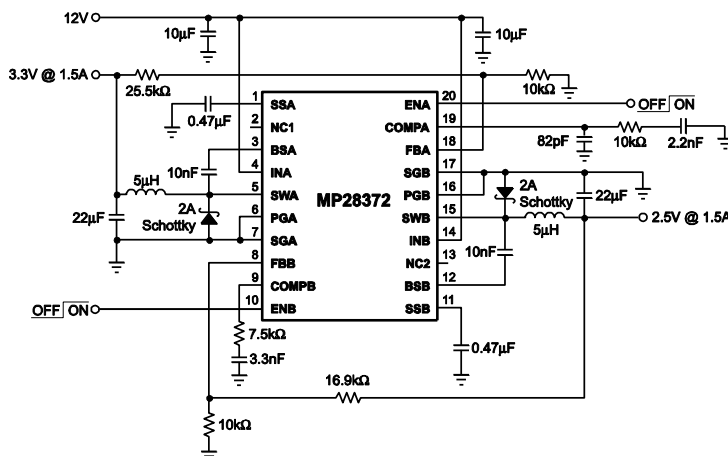 12V
10µF
10µF
3.3V @ 1.5A
25.5kΩ
10kΩ
0.47µF
1 SSA
ENA 20
OFF ON
2 NC1
COMPA 19
82pF
10kΩ
2.2nF
10nF
3 BSA
FBA 18
4 INA
SGB 17
5µH
MP28372
2A
Schottky
22µF
5 SWA
PGB 16
22µF
2A
Schottky
6 PGA
SWB 15
5µH
2.5V @ 1.5A
7 SGA
INB 14
8 FBB
NC2 13
10nF
9 COMPB
BSB 12
OFF ON
10 ENB
SSB 11
7.5kΩ
3.3nF
0.47µF
16.9kΩ
10kΩ